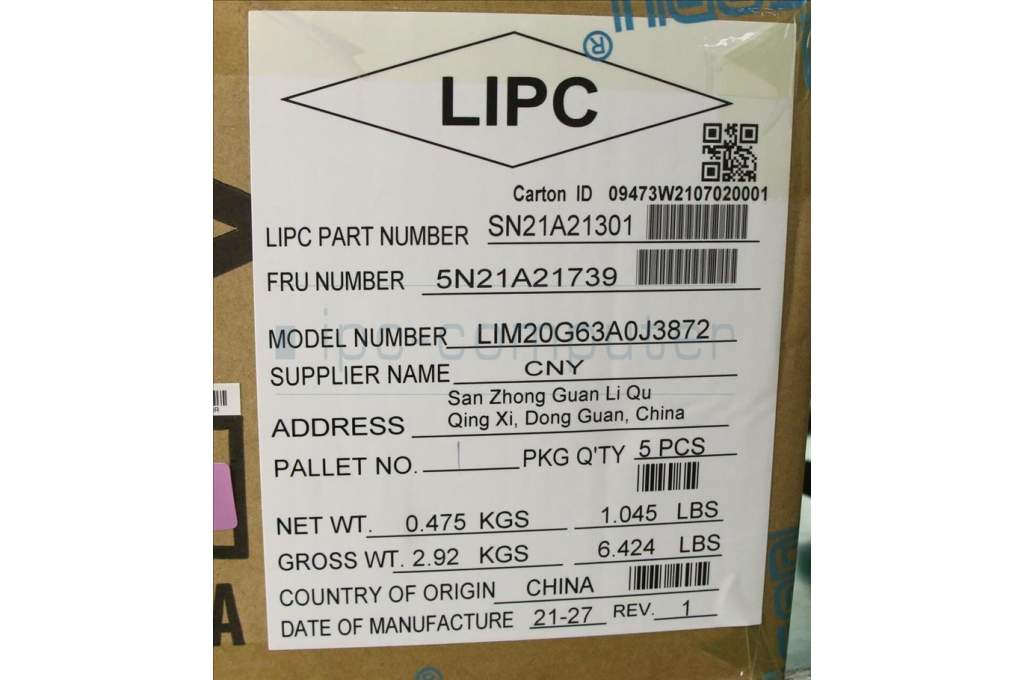 ®
LIPC
Carton ID 09473W2107020001
LIPC PART NUMBER SN21A21301
FRU NUMBER 5N21A21739
MODEL NUMBER LIM20G63A0J3872
ipc computer
SUPPLIER NAME CNY
San Zhong Guan Li Qu
ADDRESS Qing Xi, Dong Guan, China
PALLET NO. 1 PKG Q'TY 5 PCS
NET WT. 0.475 KGS 1.045 LBS
GROSS WT. 2.92 KGS 6.424 LBS
COUNTRY OF ORIGIN CHINA
DATE OF MANUFACTURE 21-27 REV. 1